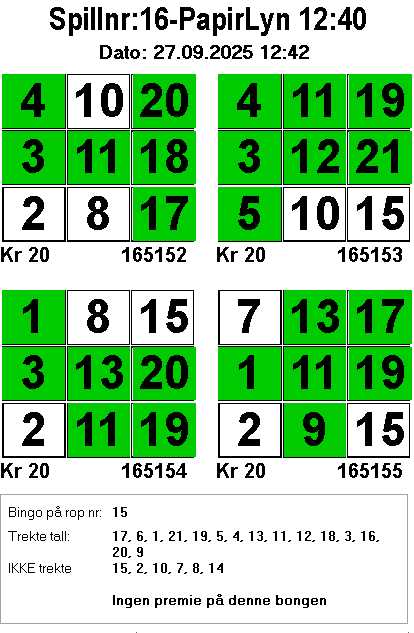 Spillnr:16-PapirLyn 12:40
Dato: 27.09.2025 12:42
4 10 20
3 11 18
2 8 17
Kr 20 165152
4 11 19
3 12 21
5 10 15
Kr 20 165153
1 8 15
3 13 20
2 11 19
Kr 20 165154
7 13 17
1 11 19
2 9 15
Kr 20 165155
Bingo på rop nr: 15
Trekte tall: 17, 6, 1, 21, 19, 5, 4, 13, 11, 12, 18, 3, 16,
20, 9
IKKE trekte 15, 2, 10, 7, 8, 14
Ingen premie på denne bongen